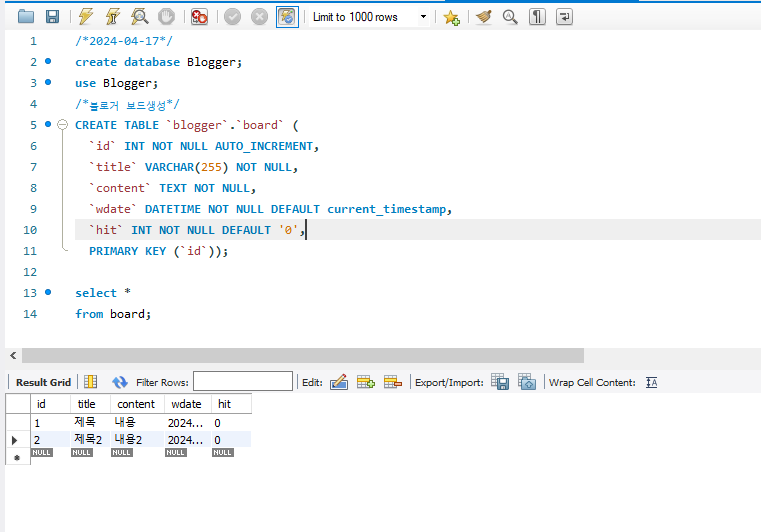 Limit to 1000 rows
1 /*2024-04-17*/
2 create database Blogger;
3 use Blogger;
4 /*블로거 보드생성*/
5 CREATE TABLE `blogger`.`board` (
6 `id` INT NOT NULL AUTO_INCREMENT,
7 `title` VARCHAR(255) NOT NULL,
8 `content` TEXT NOT NULL,
9 `wdate` DATETIME NOT NULL DEFAULT current_timestamp,
10 `hit` INT NOT NULL DEFAULT '0',
11 PRIMARY KEY (`id`));
12
13 select *
14 from board;
Result Grid Filter Rows: Edit: Export/Import: Wrap Cell Content:
id title content wdate hit
1 제목 내용 2024... 0
2 제목2 내용2 2024... 0
NULL NULL NULL NULL NULL